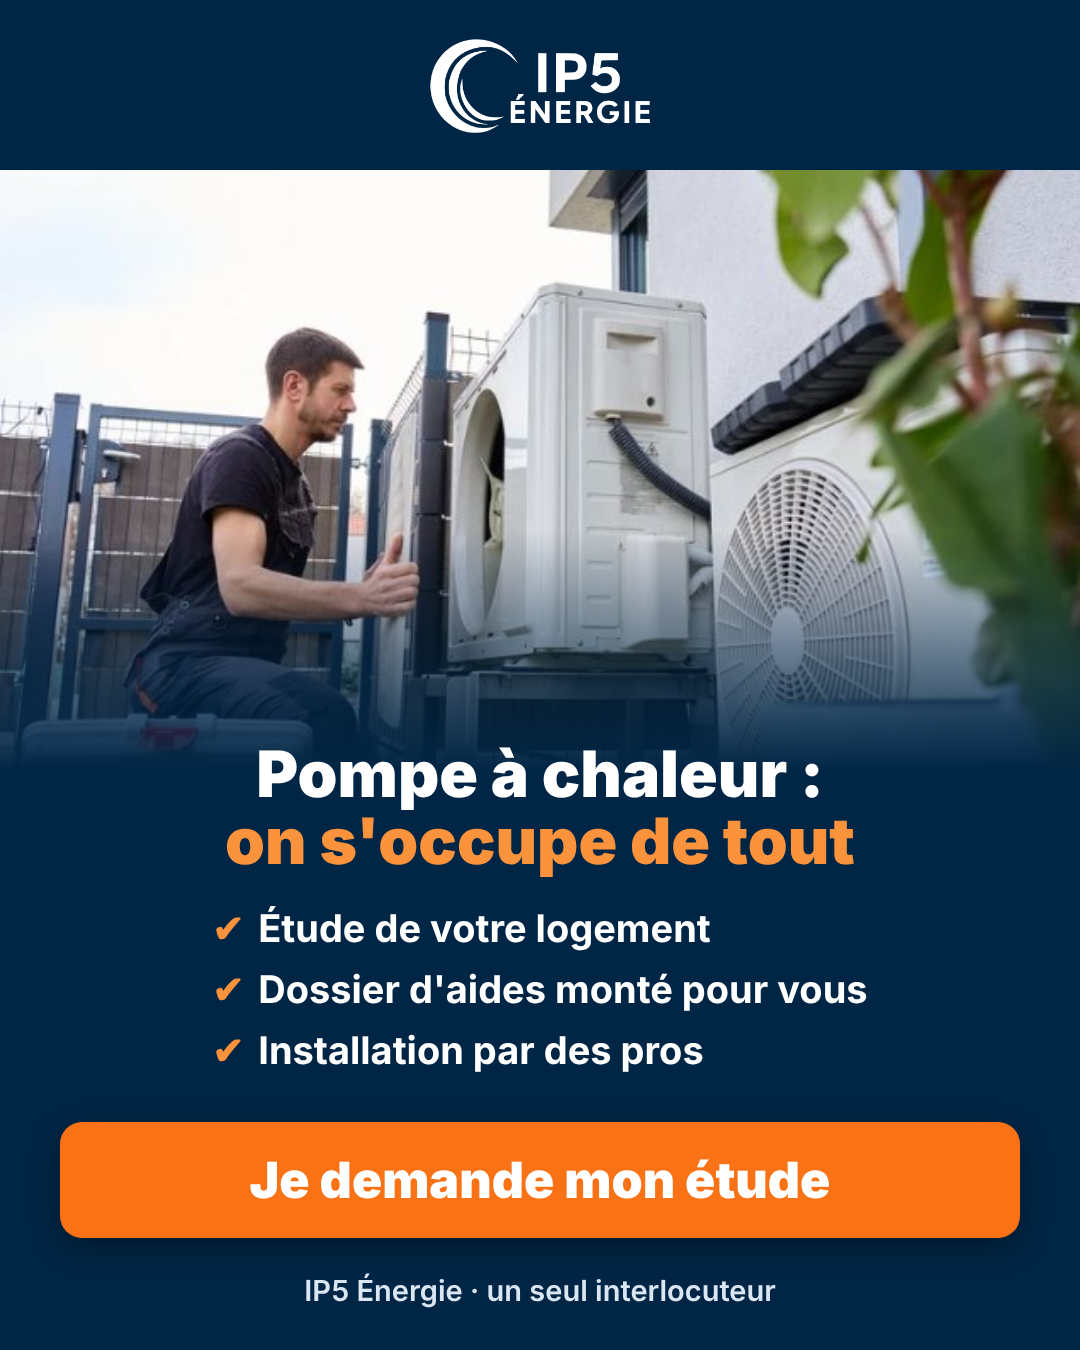 IP5
ÉNERGIE
Pompe à chaleur :
on s'occupe de tout
✔ Étude de votre logement
✔ Dossier d'aides monté pour vous
✔ Installation par des pros
Je demande mon étude
IP5 Énergie · un seul interlocuteur